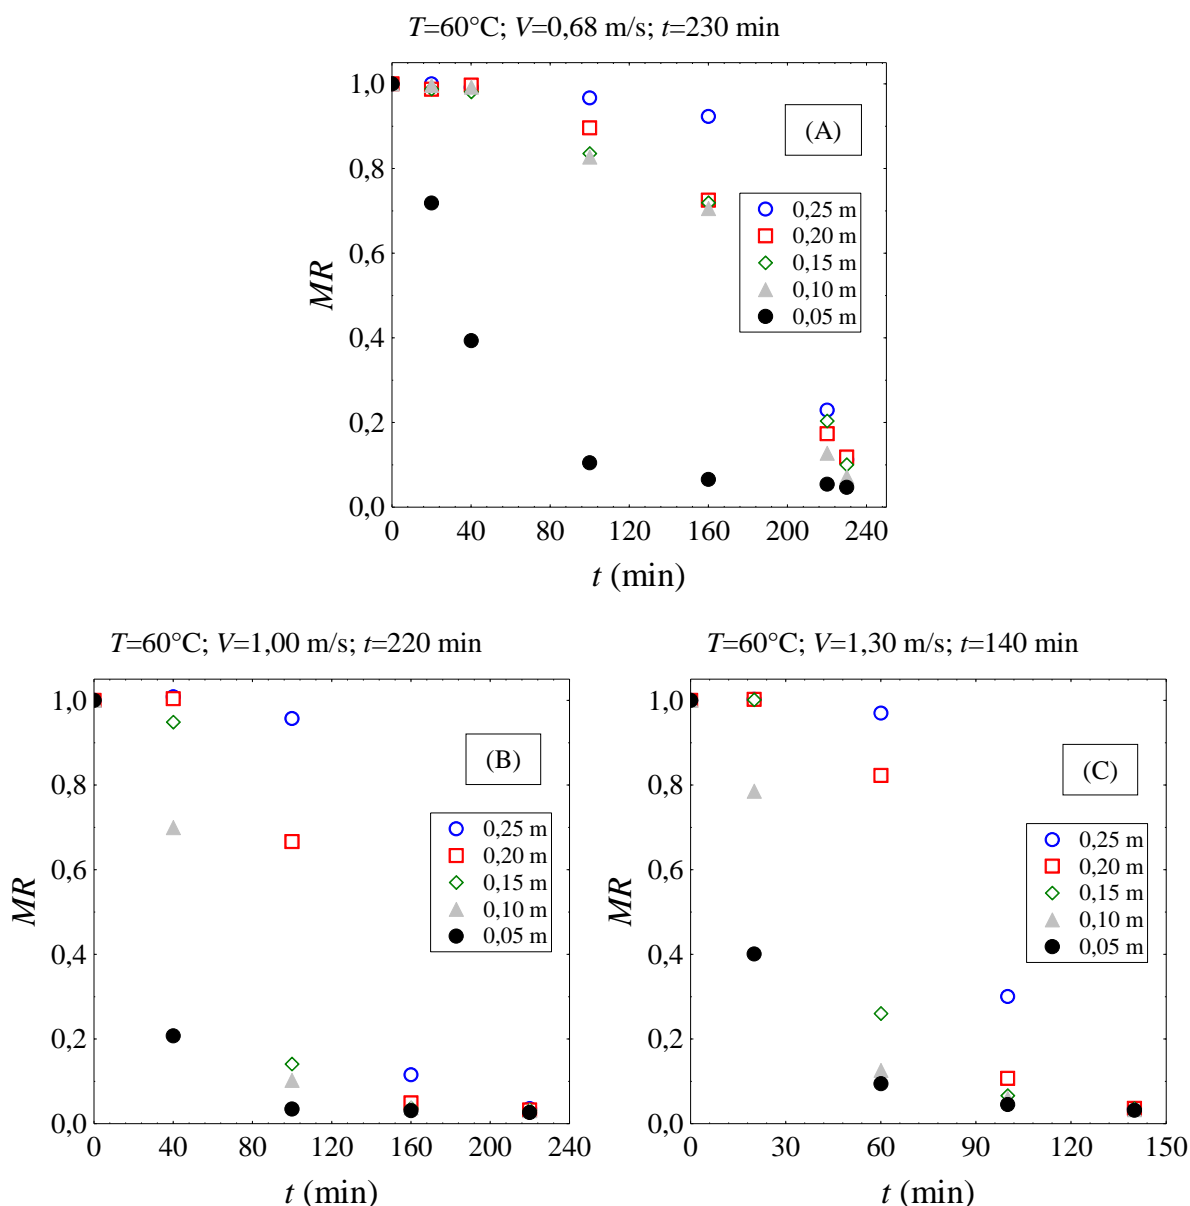 T=60°C; V=0,68 m/s; t=230 min
1,0
0,8
0,6
0,4
0,2
0,0
MR
(A)
0,25 m
0,20 m
0,15 m
0,10 m
0,05 m
0 40 80 120 160 200 240
t (min)
T=60°C; V=1,00 m/s; t=220 min
1,0
0,8
0,6
0,4
0,2
0,0
MR
(B)
0,25 m
0,20 m
0,15 m
0,10 m
0,05 m
0 40 80 120 160 200 240
t (min)
T=60°C; V=1,30 m/s; t=140 min
1,0
0,8
0,6
0,4
0,2
0,0
MR
(C)
0,25 m
0,20 m
0,15 m
0,10 m
0,05 m
0 30 60 90 120 150
t (min)